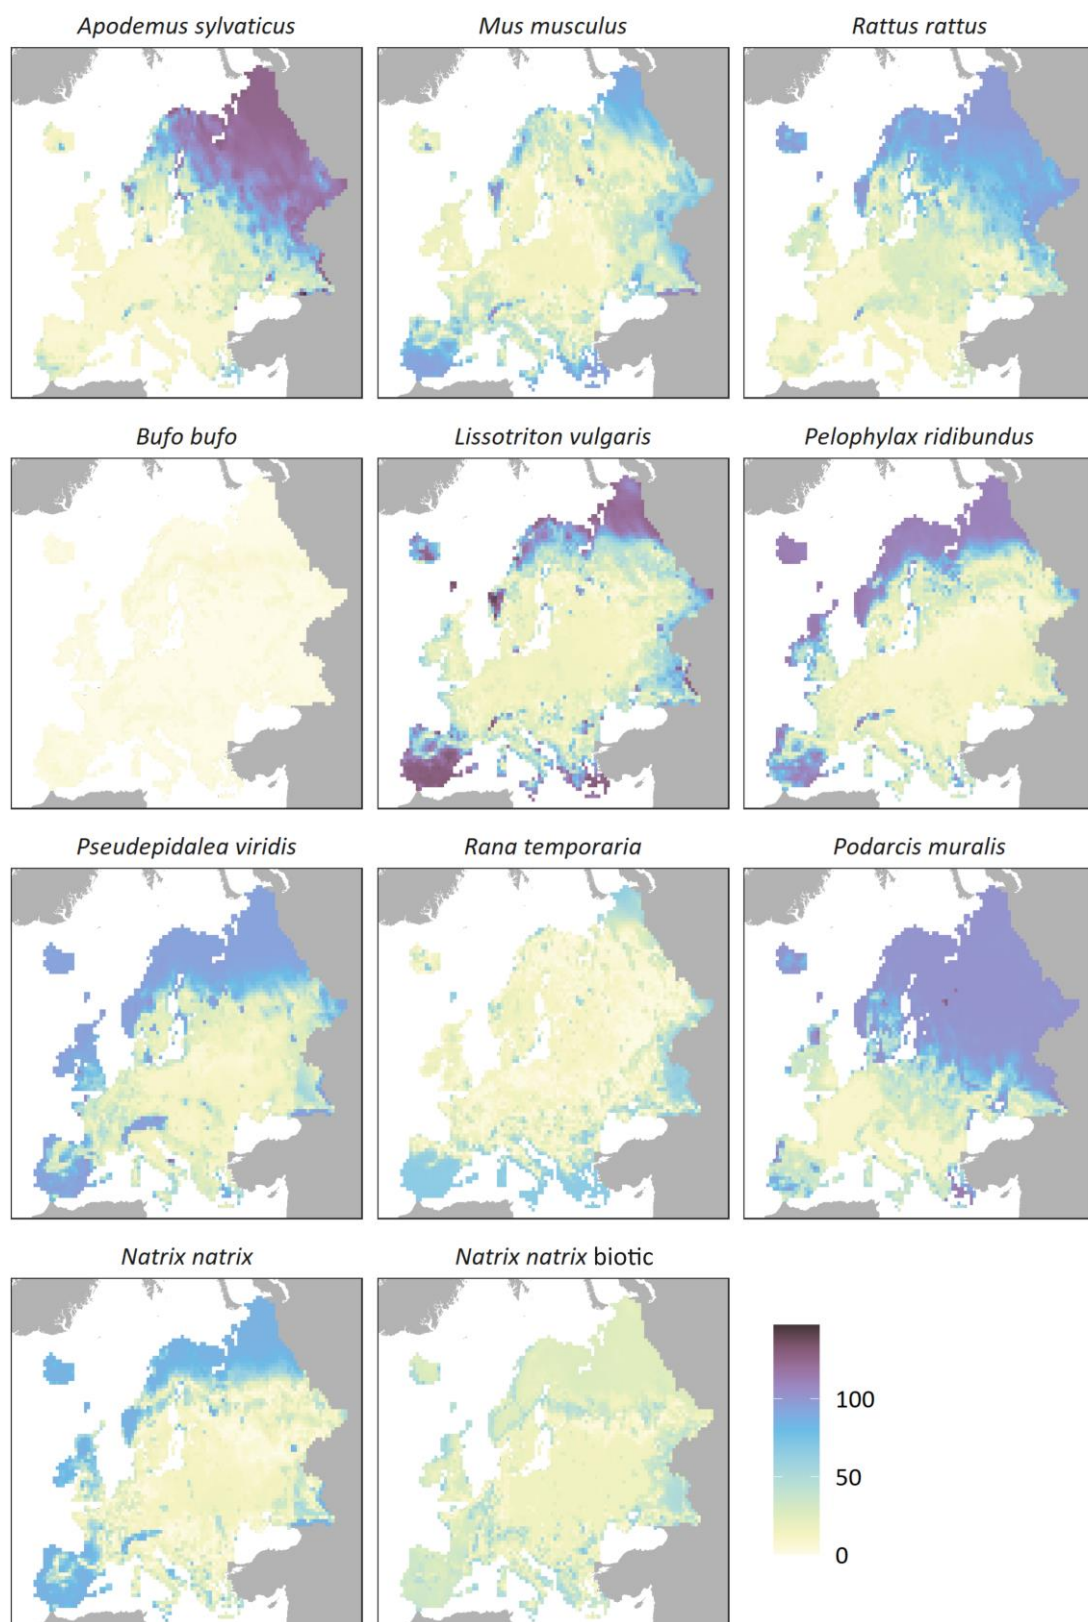 Apodemus sylvaticus
Mus musculus
Rattus rattus
Bufo bufo
Lissotriton vulgaris
Pelophylax ridibundus
Pseudepidalea viridis
Rana temporaria
Podarcis muralis
Natrix natrix
Natrix natrix biotic
100
50
0